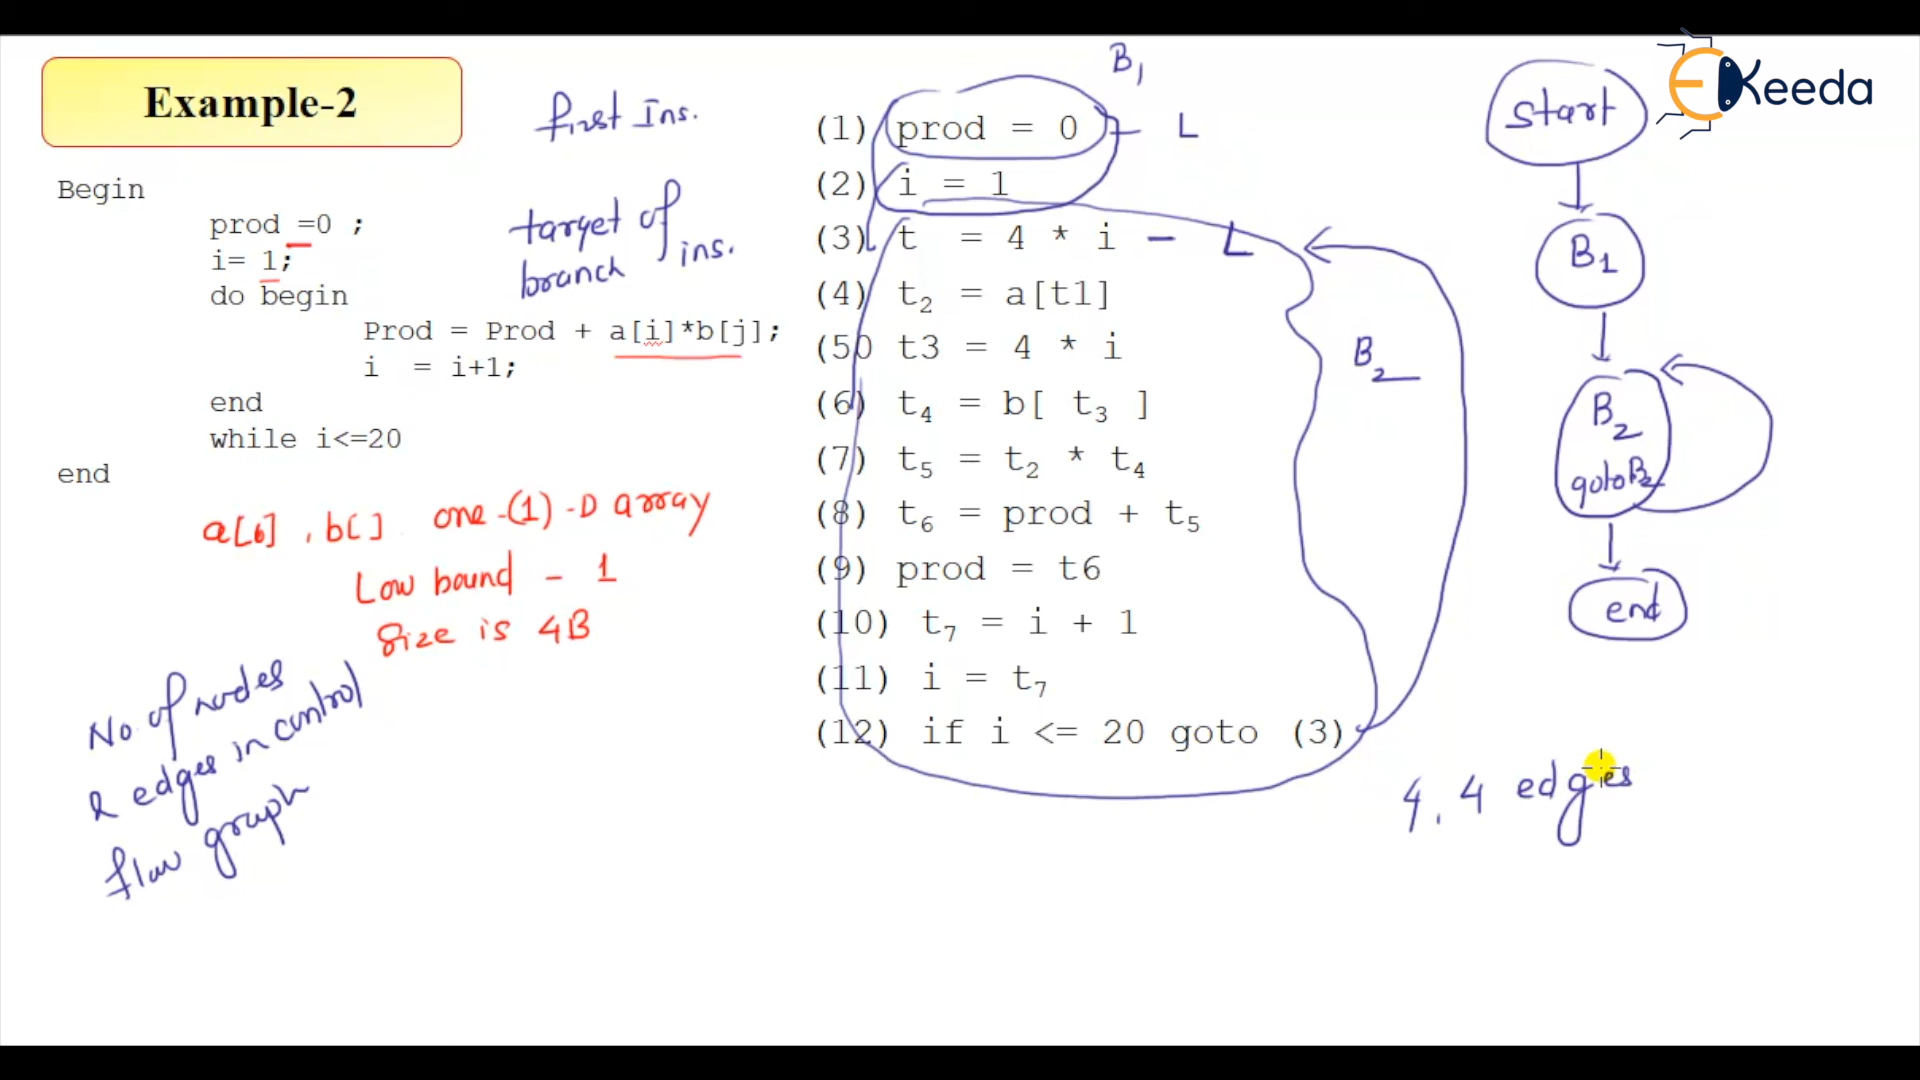 Example-2
Begin
prod =0 ;
i= 1;
do begin
Prod = Prod + a[i]*b[j];
i = i+1;
end
while i<=20
end
first Ins.
target of
branch ins.
a[6] , b[] one-(1)-D array
Low bound - 1
Size is 4B
No. of nodes
& edges in control
flow graph
B1
(1) prod = 0 L
(2) i = 1
(3) t = 4 * i - L
(4) t2 = a[t1]
(50 t3 = 4 * i
(6) t4 = b[ t3 ]
(7) t5 = t2 * t4
(8) t6 = prod + t5
(9) prod = t6
(10) t7 = i + 1
(11) i = t7
(12) if i <= 20 goto (3)
B2
Start
B1
B2
goto B2
end
4, 4 edges
EKeeda